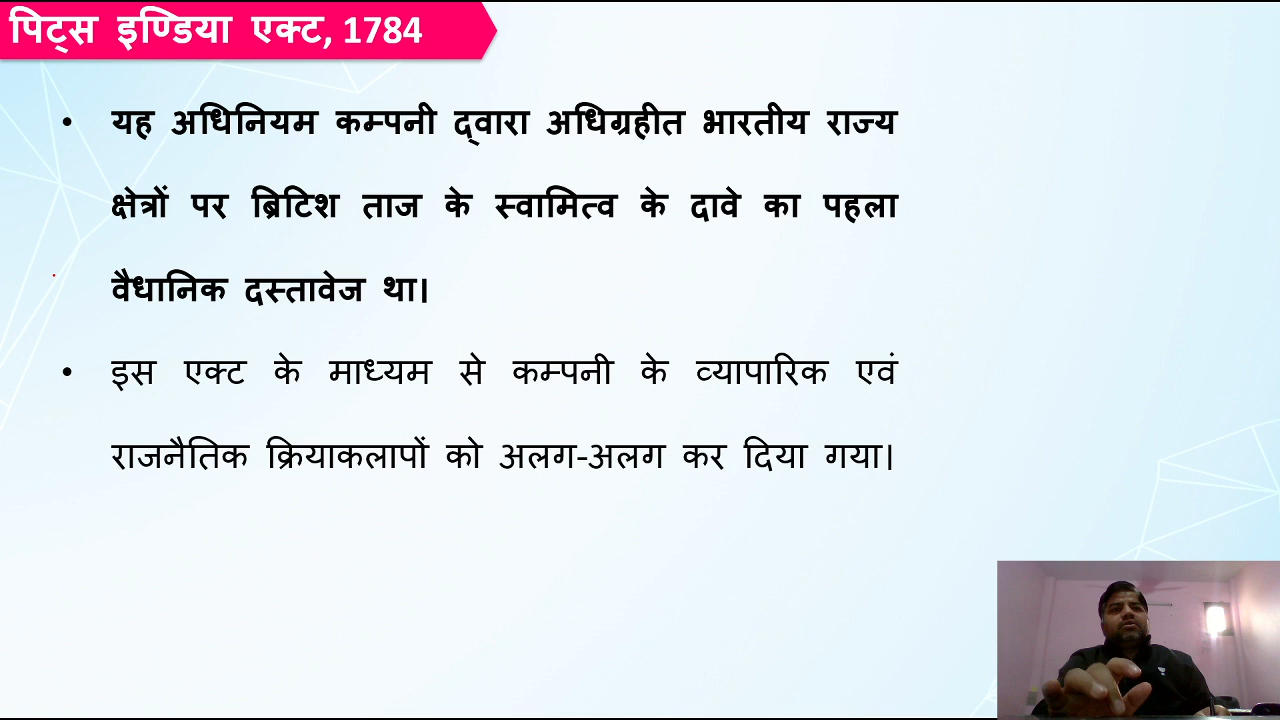 पिट्स इण्डिया एक्ट, 1784
• यह अधिनियम कम्पनी द्वारा अधिग्रहीत भारतीय राज्य
क्षेत्रों पर ब्रिटिश ताज के स्वामित्व के दावे का पहला
वैधानिक दस्तावेज था।
• इस एक्ट के माध्यम से कम्पनी के व्यापारिक एवं
राजनैतिक क्रियाकलापों को अलग-अलग कर दिया गया।